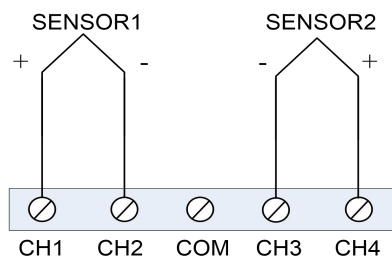 SENSOR1 SENSOR2
+ - - +
CH1 CH2 COM CH3 CH4